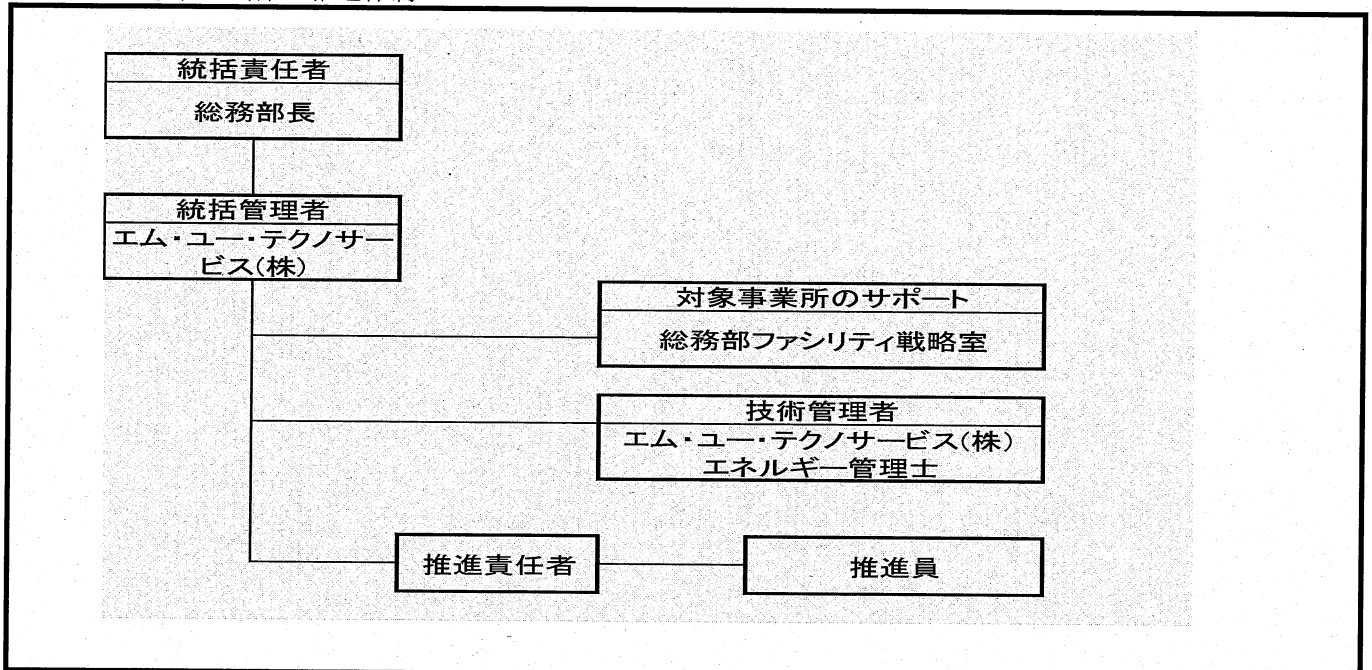 統括責任者
総務部長
統括管理者
エム・ユー・テクノサー
ビス(株)
対象事業所のサポート
総務部ファシリティ戦略室
技術管理者
エム・ユー・テクノサービス(株)
エネルギー管理士
推進責任者
推進員